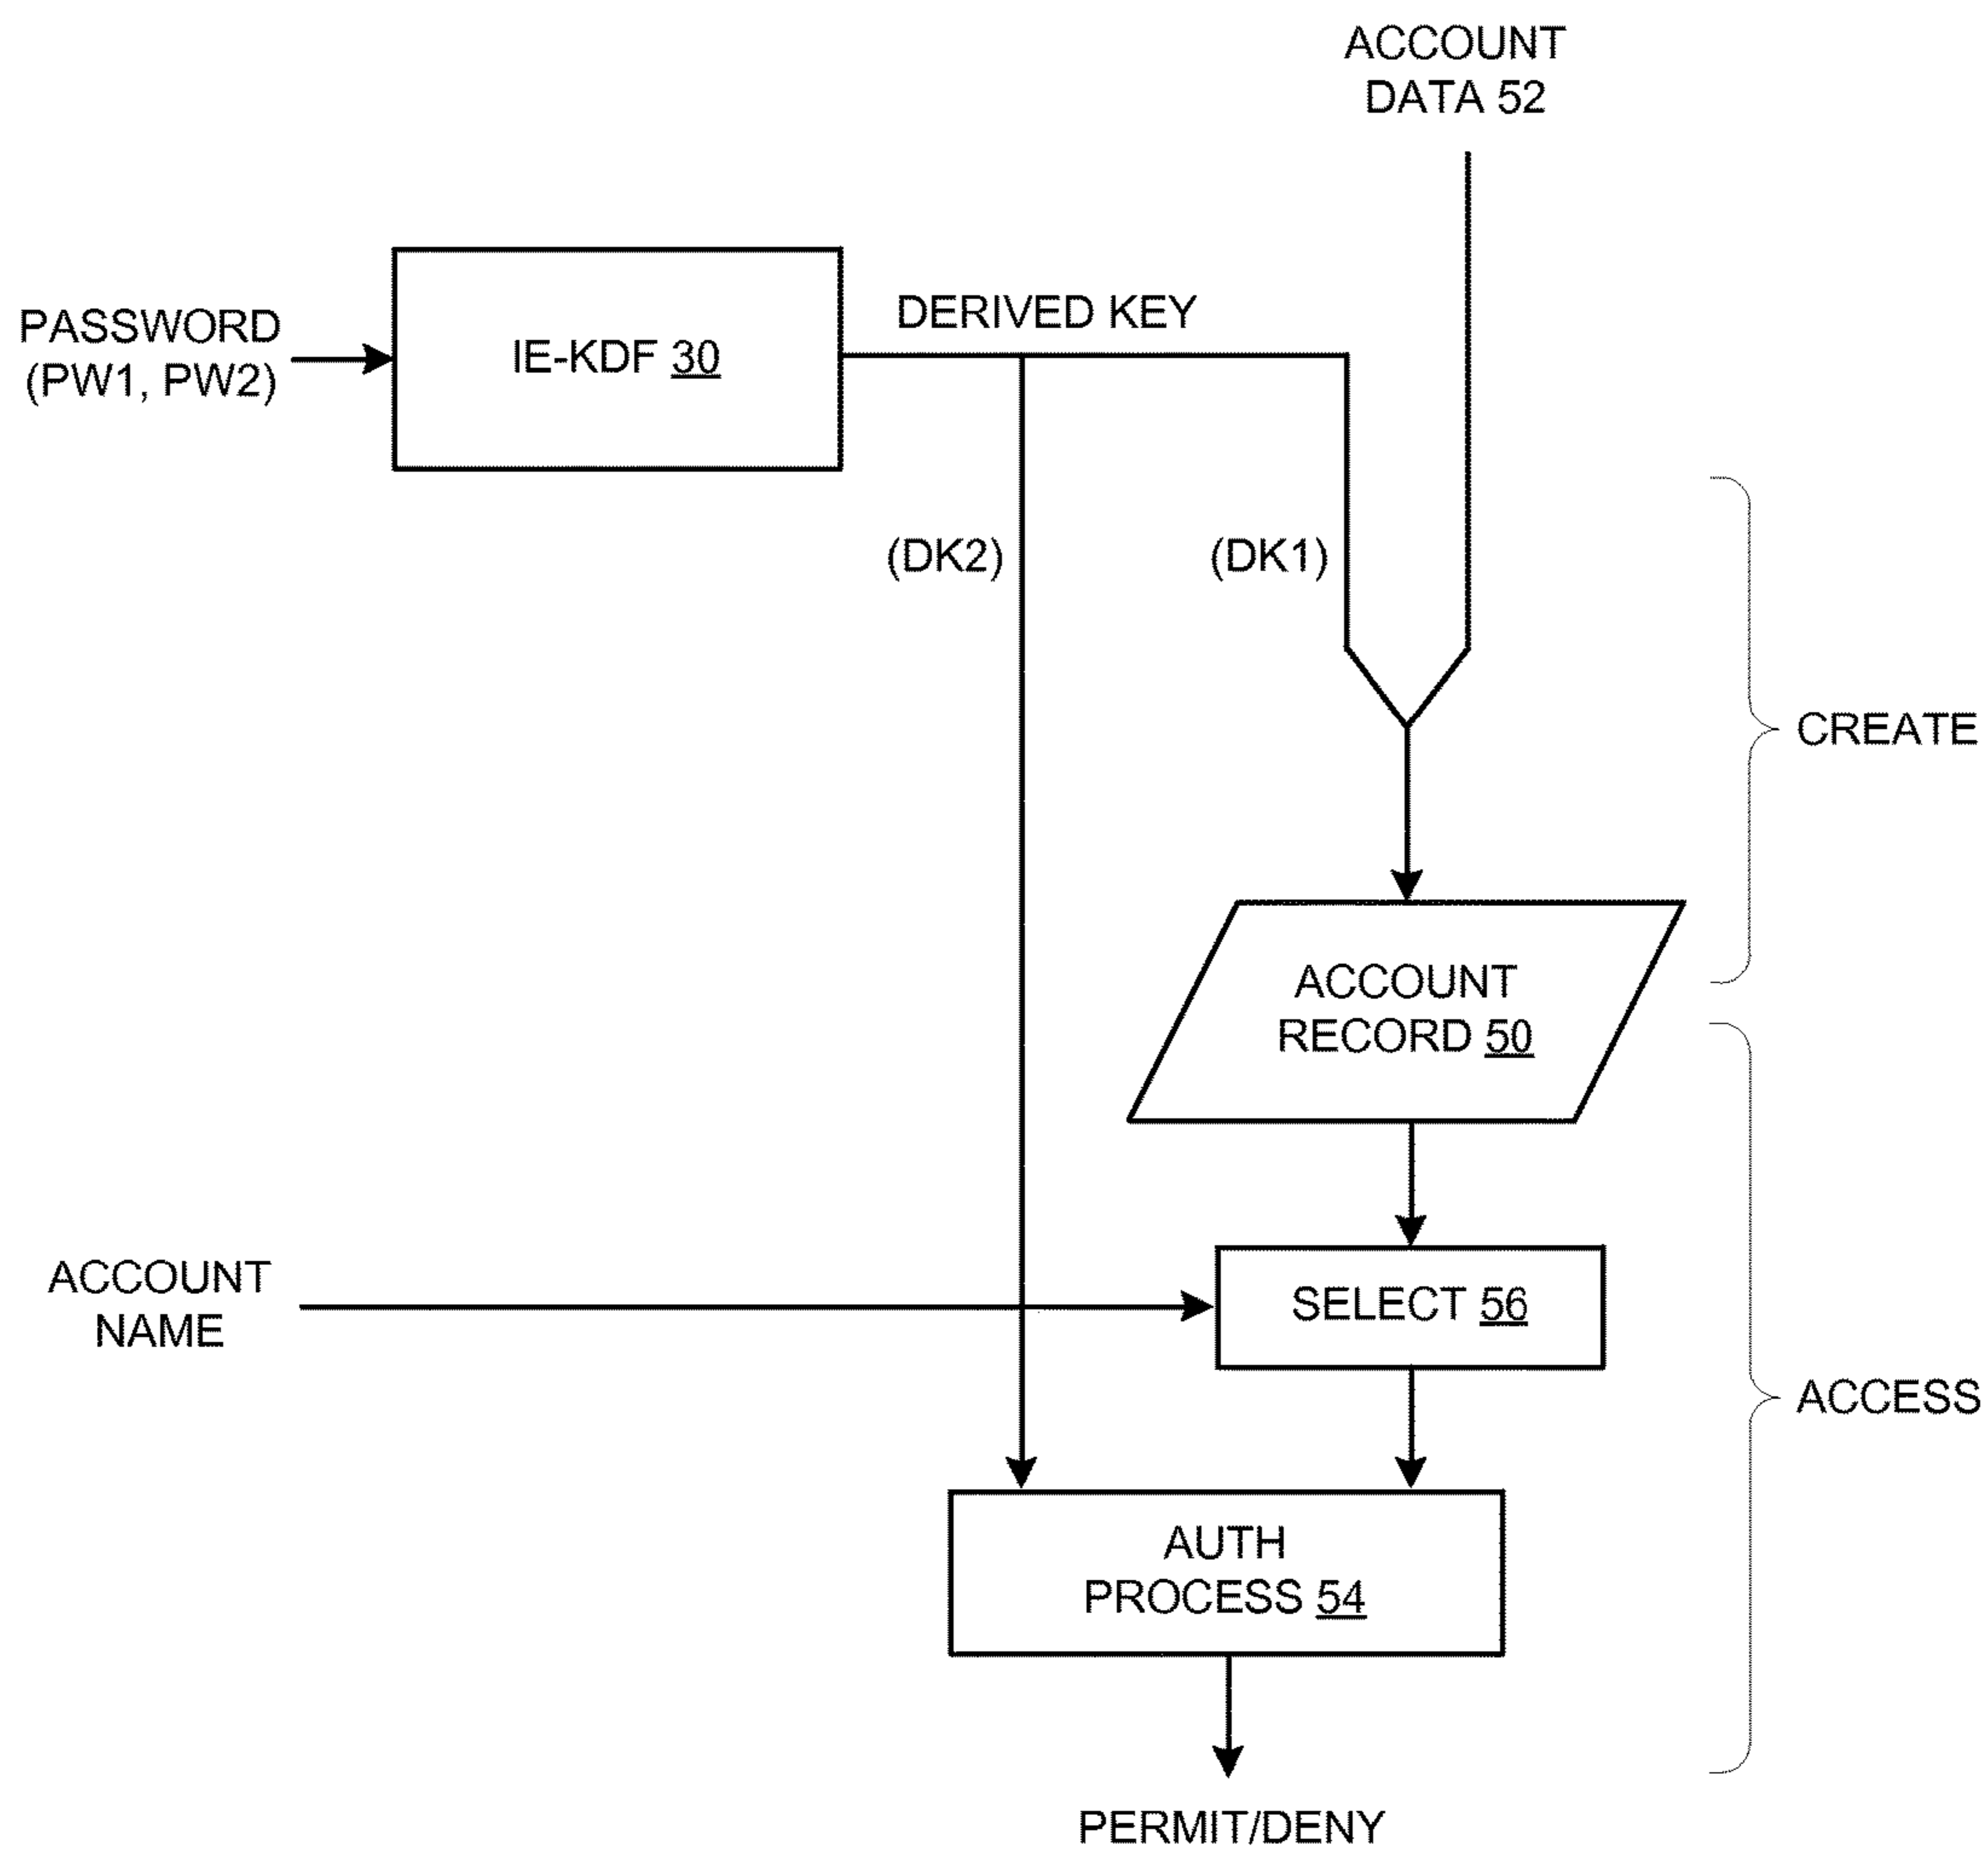 ACCOUNT
DATA 52
PASSWORD
(PW1, PW2)
IE-KDF 30
DERIVED KEY
(DK2)
(DK1)
CREATE
ACCOUNT
RECORD 50
ACCOUNT
NAME
SELECT 56
ACCESS
AUTH
PROCESS 54
PERMIT/DENY